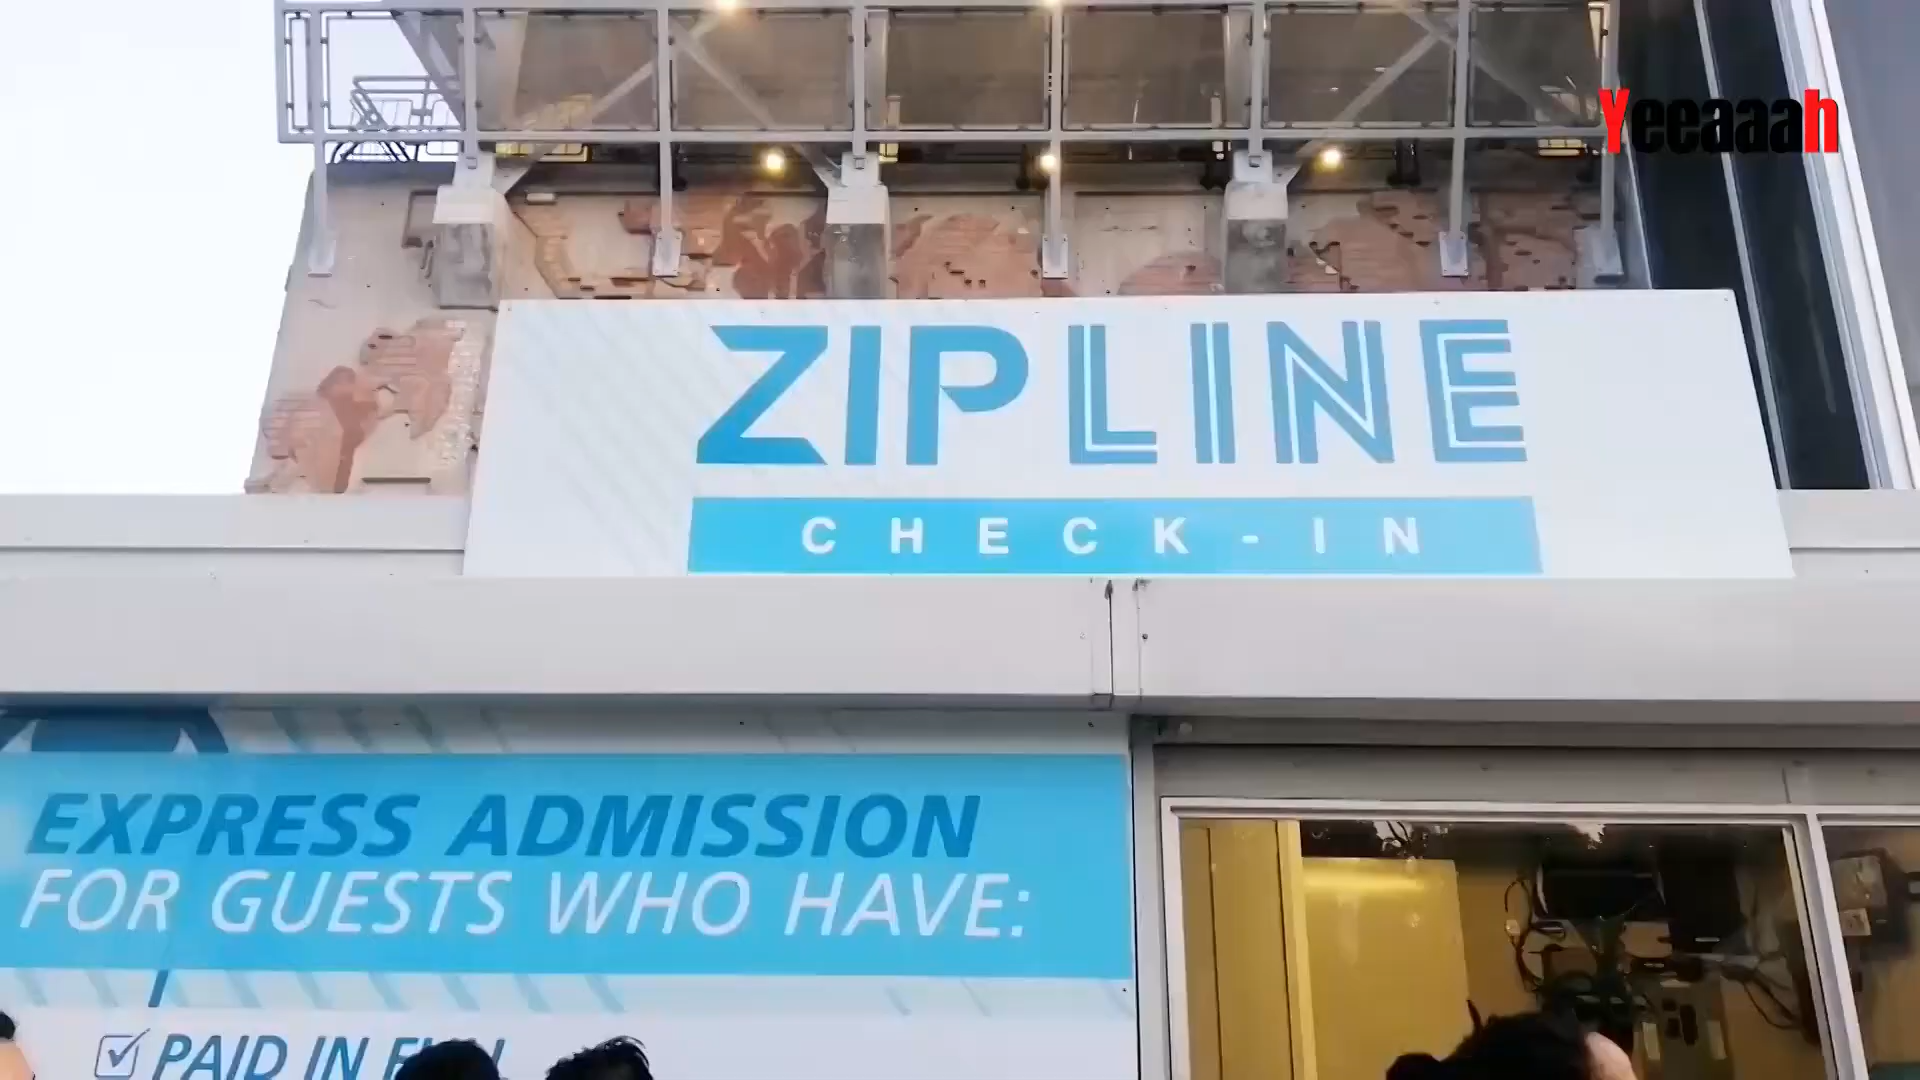 Yeeaaah
ZIPLINE
CHECK-IN
EXPRESS ADMISSION
FOR GUESTS WHO HAVE:
PAID IN